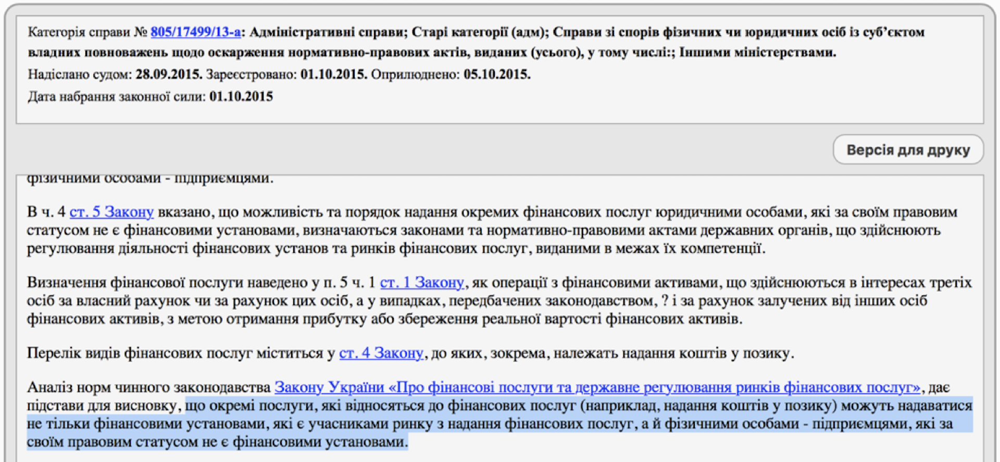 Категорія справи № 805/17499/13-а: Адміністративні справи; Старі категорії (адм); Справи зі спорів фізичних чи юридичних осіб із суб’єктом
владних повноважень щодо оскарження нормативно-правових актів, виданих (усього), у тому числі:; Іншими міністерствами.
Надіслано судом: 28.09.2015. Зареєстровано: 01.10.2015. Оприлюднено: 05.10.2015.
Дата набрання законної сили: 01.10.2015
Версія для друку
фізичними особами - підприємцями.
В ч. 4 ст. 5 Закону вказано, що можливість та порядок надання окремих фінансових послуг юридичними особами, які за своїм правовим
статусом не є фінансовими установами, визначаються законами та нормативно-правовими актами державних органів, що здійснюють
регулювання діяльності фінансових установ та ринків фінансових послуг, виданими в межах їх компетенції.
Визначення фінансової послуги наведено у п. 5 ч. 1 ст. 1 Закону, як операції з фінансовими активами, що здійснюються в інтересах третіх
осіб за власний рахунок чи за рахунок цих осіб, а у випадках, передбачених законодавством, ? і за рахунок залучених від інших осіб
фінансових активів, з метою отримання прибутку або збереження реальної вартості фінансових активів.
Перелік видів фінансових послуг міститься у ст. 4 Закону, до яких, зокрема, належать надання коштів у позику.
Аналіз норм чинного законодавства Закону України «Про фінансові послуги та державне регулювання ринків фінансових послуг», дає
підстави для висновку, що окремі послуги, які відносяться до фінансових послуг (наприклад, надання коштів у позику) можуть надаватися
не тільки фінансовими установами, які є учасниками ринку з надання фінансових послуг, а й фізичними особами - підприємцями, які за
своїм правовим статусом не є фінансовими установами.